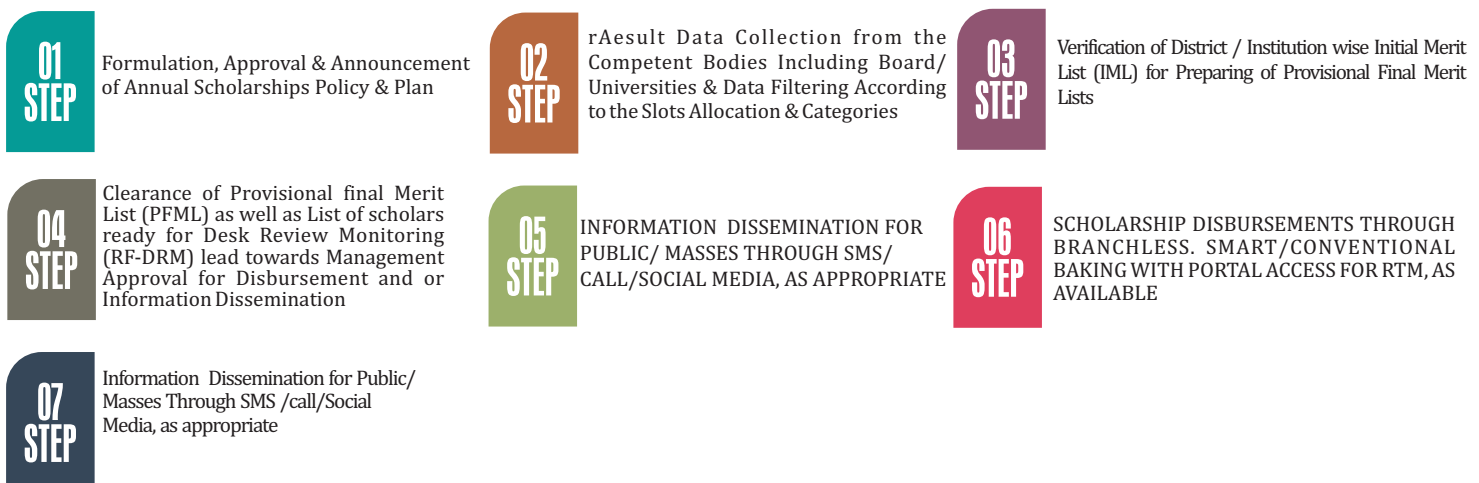 01
STEP
Formulation, Approval & Announcement
of Annual Scholarships Policy & Plan
02
STEP
rAesult Data Collection from the
Competent Bodies Including Board/
Universities & Data Filtering According
to the Slots Allocation & Categories
03
STEP
Verification of District / Institution wise Initial Merit
List (IML) for Preparing of Provisional Final Merit
Lists
04
STEP
Clearance of Provisional final Merit
List (PFML) as well as List of scholars
ready for Desk Review Monitoring
(RF-DRM) lead towards Management
Approval for Disbursement and or
Information Dissemination
05
STEP
INFORMATION DISSEMINATION FOR
PUBLIC/ MASSES THROUGH SMS/
CALL/SOCIAL MEDIA, AS APPROPRIATE
06
STEP
SCHOLARSHIP DISBURSEMENTS THROUGH
BRANCHLESS. SMART/CONVENTIONAL
BAKING WITH PORTAL ACCESS FOR RTM, AS
AVAILABLE
07
STEP
Information Dissemination for Public/
Masses Through SMS /call/Social
Media, as appropriate